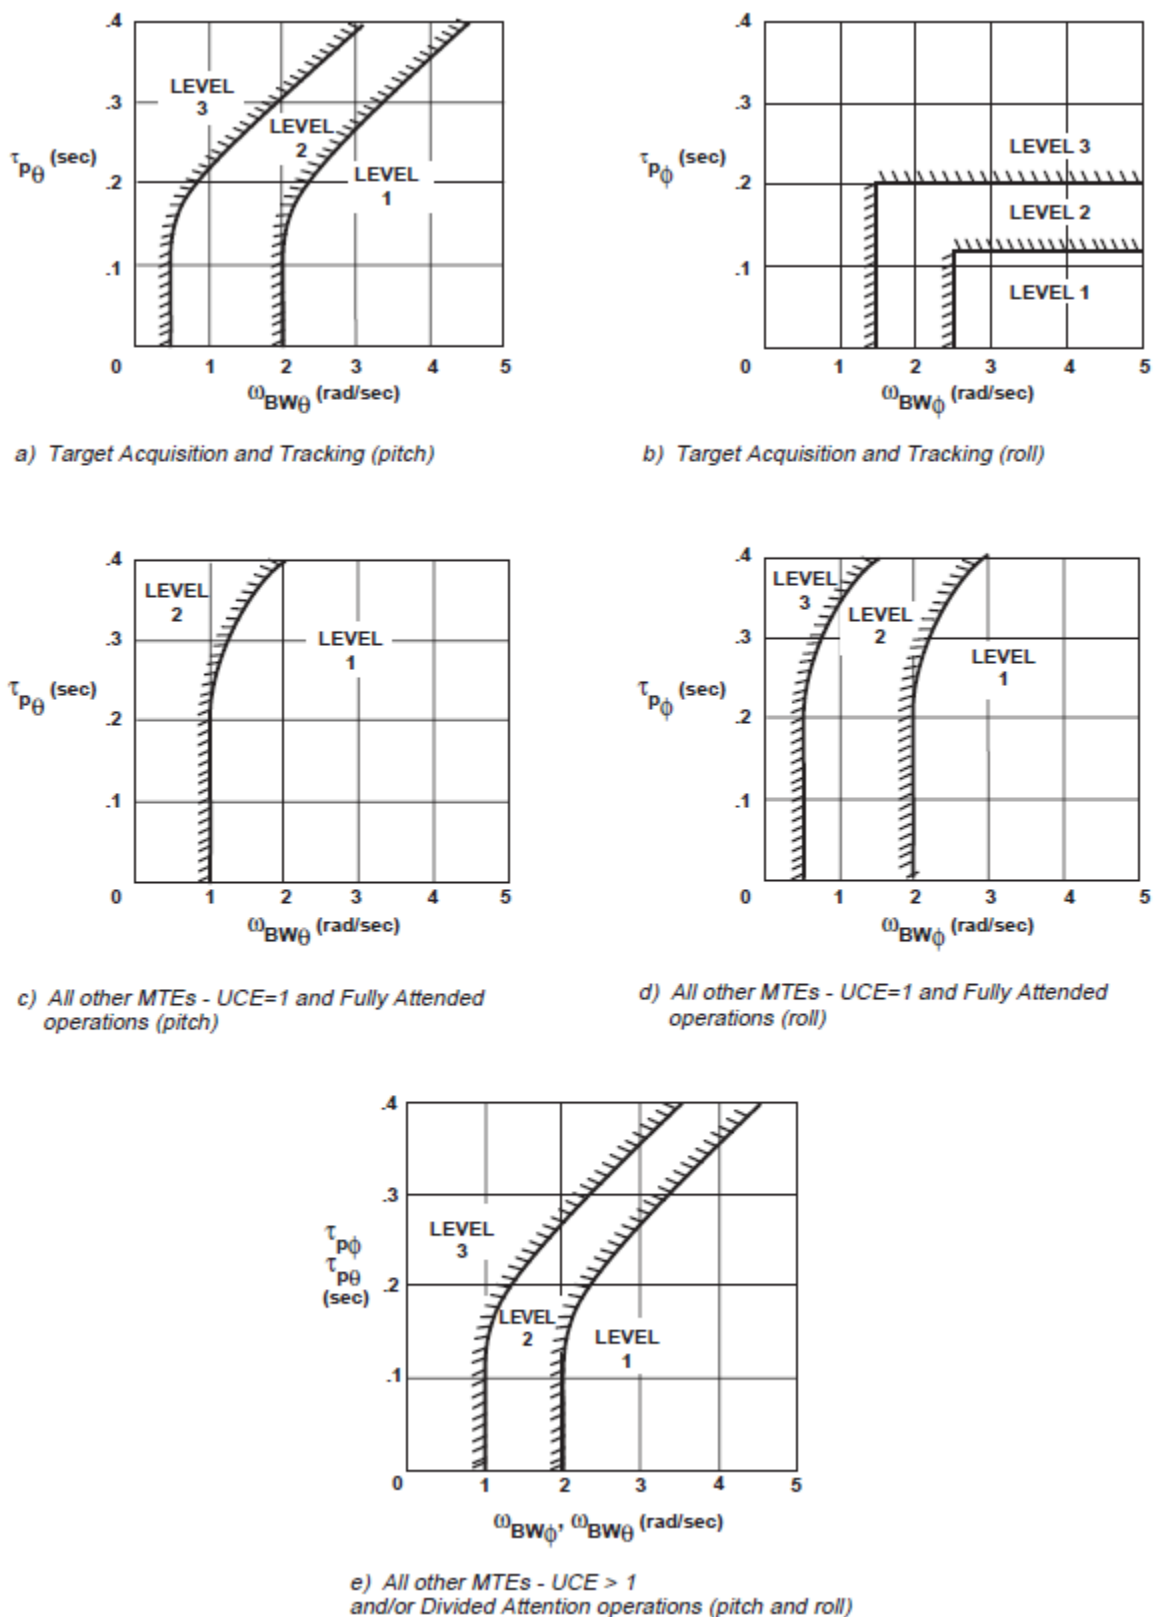 .4
.3
.2
.1
0 1 2 3 4 5
τpθ (sec)
LEVEL
3
LEVEL
2
LEVEL
1
ωBWθ (rad/sec)
a) Target Acquisition and Tracking (pitch)
.4
.3
.2
.1
0 1 2 3 4 5
τpϕ (sec)
LEVEL 3
LEVEL 2
LEVEL 1
ωBWϕ (rad/sec)
b) Target Acquisition and Tracking (roll)
.4
.3
.2
.1
0 1 2 3 4 5
τpθ (sec)
LEVEL
2
LEVEL
1
ωBWθ (rad/sec)
c) All other MTEs - UCE=1 and Fully Attended
operations (pitch)
.4
.3
.2
.1
0 1 2 3 4 5
τpϕ (sec)
LEVEL
3
LEVEL
2
LEVEL
1
ωBWϕ (rad/sec)
d) All other MTEs - UCE=1 and Fully Attended
operations (roll)
.4
.3
.2
.1
0 1 2 3 4 5
τpϕ
τpθ
(sec)
LEVEL
3
LEVEL
2
LEVEL
1
ωBWϕ, ωBWθ (rad/sec)
e) All other MTEs - UCE > 1
and/or Divided Attention operations (pitch and roll)